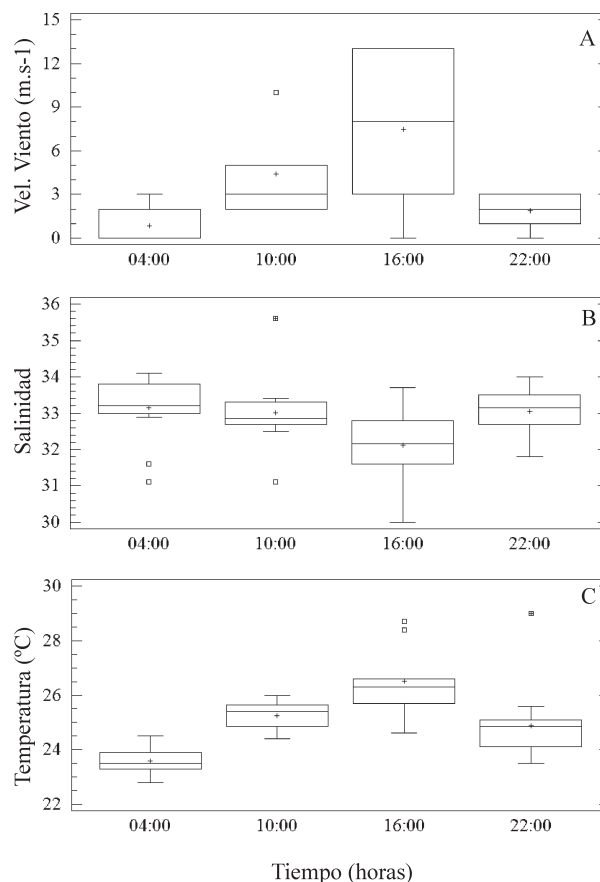 A
Vel. Viento (m.s-1)
15
12
9
6
3
0
04:00 10:00 16:00 22:00
B
Salinidad
36
35
34
33
32
31
30
04:00 10:00 16:00 22:00
C
Temperatura (ºC)
30
28
26
24
22
04:00 10:00 16:00 22:00
Tiempo (horas)